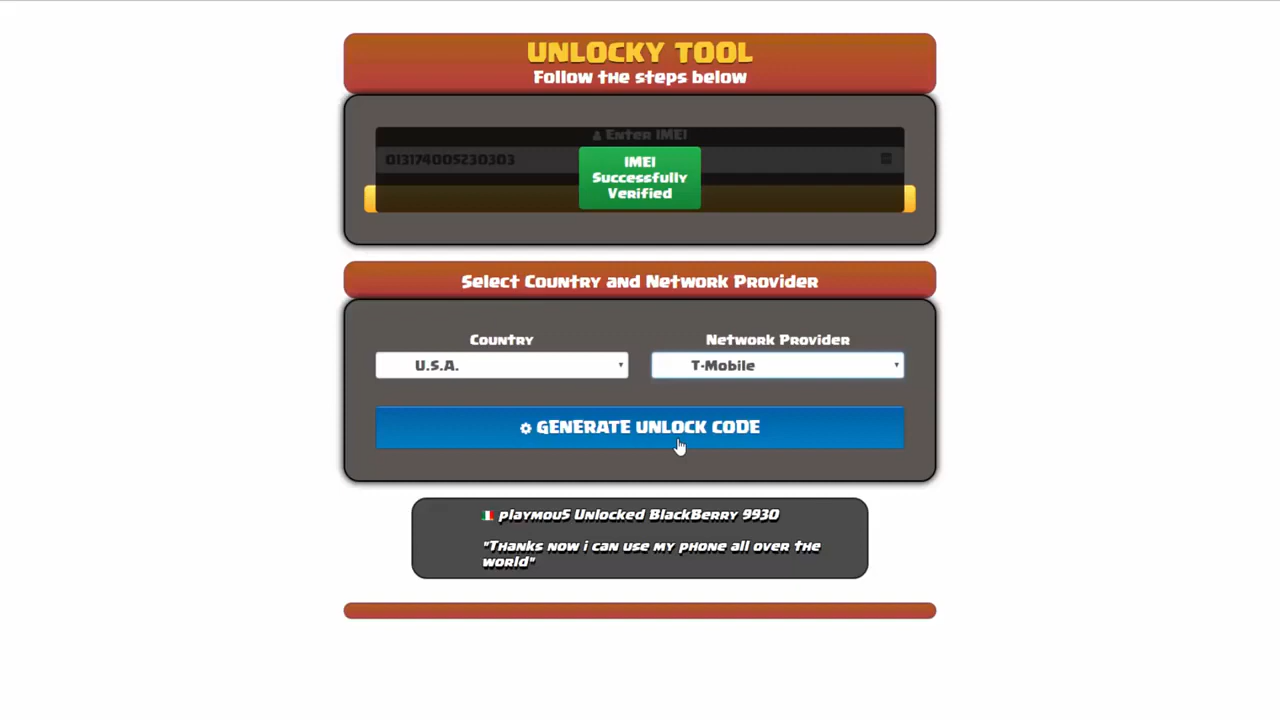 UNLOCKY TOOL
Follow the steps below
Enter IMEI
013174005230303
IMEI
Successfully
Verified
Select Country and Network Provider
Country
Network Provider
U.S.A.
T-Mobile
GENERATE UNLOCK CODE
playmou5 Unlocked BlackBerry 9930
"Thanks now i can use my phone all over the
world"